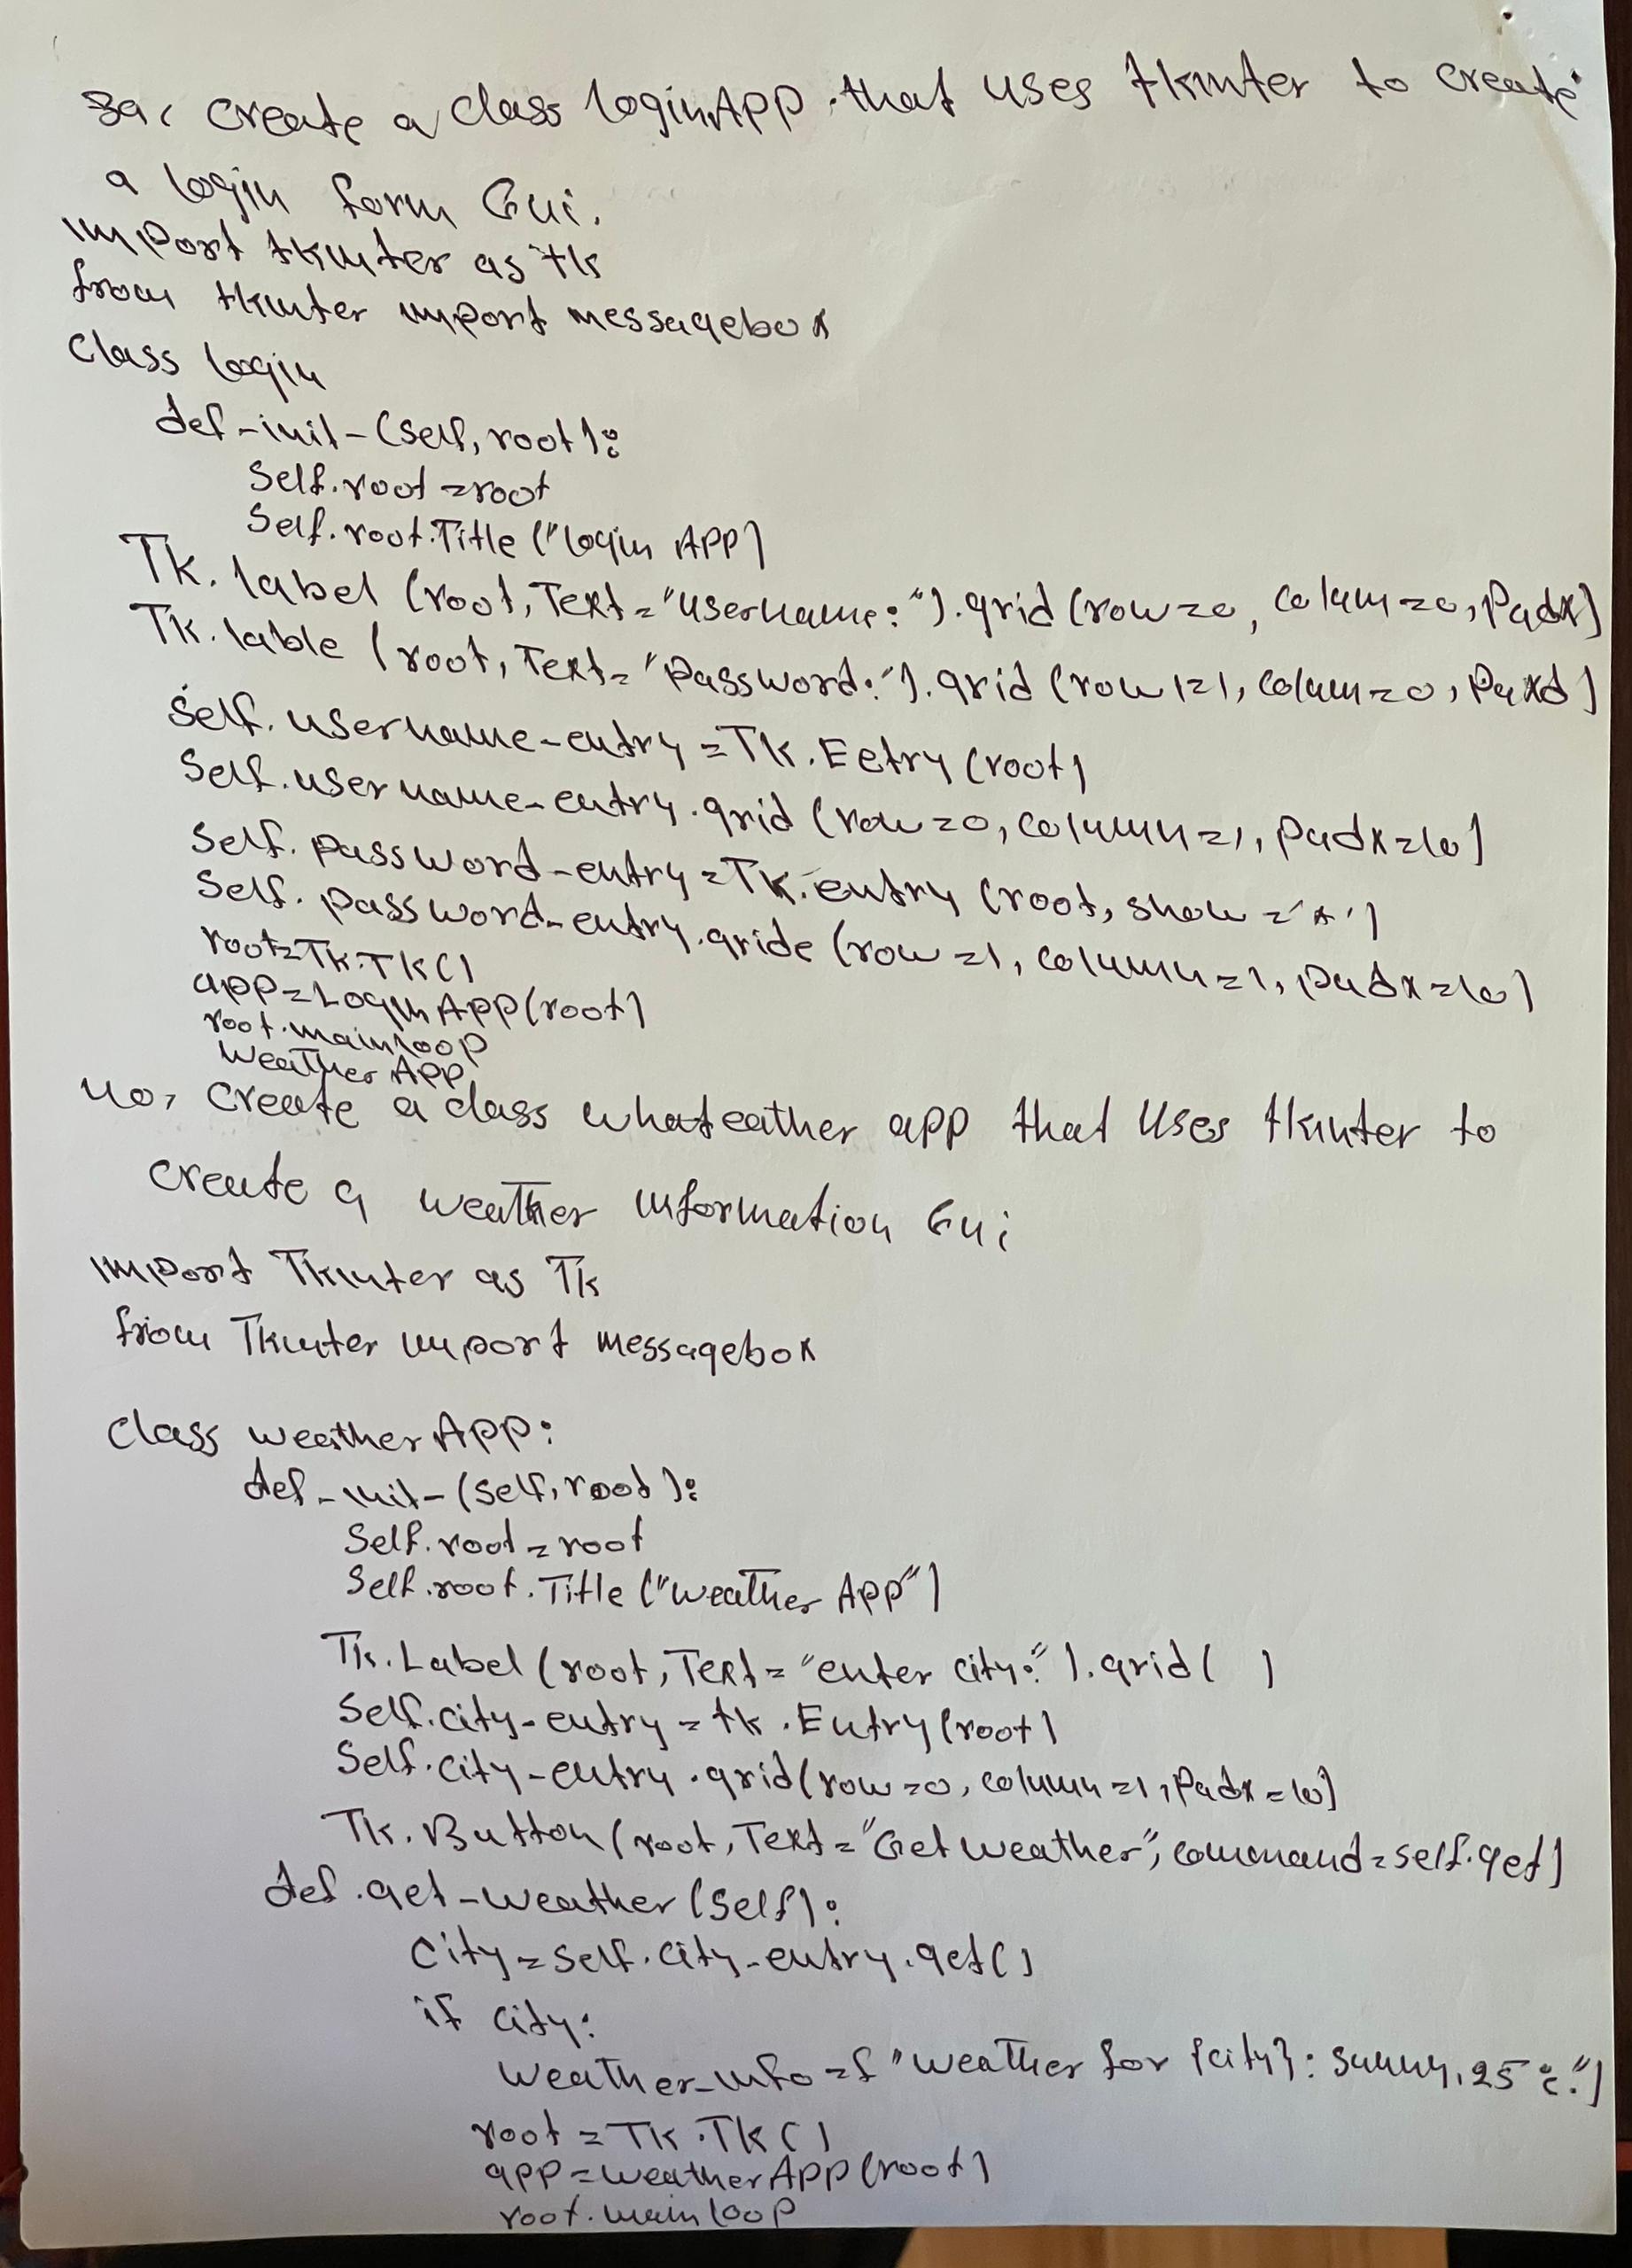 39, Create a class loginApp that uses tkinter to create
a login form Gui.
import tkinter as tk
from tkinter import messagebox
Class login
def_init_(self, root):
Self.root=root
Self.root.Title ("login APP)
Tk. label (root, Text="username:").grid (row=0, colum=0, Padx)
Tk. lable (root, Text="Password:").grid (row1=1, colum=0, Paxd)
Self. username_entry = Tk.Eetry (root)
Self. username_entry.grid (row=0, column=1, padx=10)
Self. password_entry=Tk.entry (root, show='*')
Self. password_entry.gride (row=1, column=1, padx=10)
root=Tk.TK()
app=LoginApp(root)
root.mainloop
Weather APP
40, Create a class whateather app that Uses tkinter to
create a weather information Gui
import Tkinter as Tk
from Tkinter import messagebox
Class weatherApp:
def_init_(self, root):
Self.root=root
Self.root.Title ("weather App")
Tk.Label (root, Text="enter city:").grid( )
Self.city_entry=tk.Entry(root)
Self.city_entry.grid(row=0, column=1, Padx=10)
Tk.Button (root, Text="Get weather", command=self.get)
def.get_weather (Self):
City=self.city_entry.get()
if city:
weather_info=f "weather for {city}: sunny, 25°c.")
root = TK.TK()
app=weatherApp(root)
root.mainloop